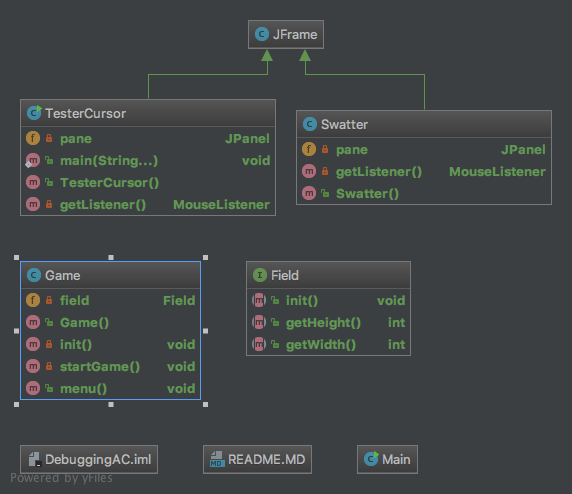 JFrame
TesterCursor
pane JPanel
main(String...) void
TesterCursor()
getListener() MouseListener
Swatter
pane JPanel
getListener() MouseListener
Swatter()
Game
field Field
Game()
init() void
startGame() void
menu() void
Field
init() void
getHeight() int
getWidth() int
DebuggingAC.iml
README.MD
Main
Powered by yFiles